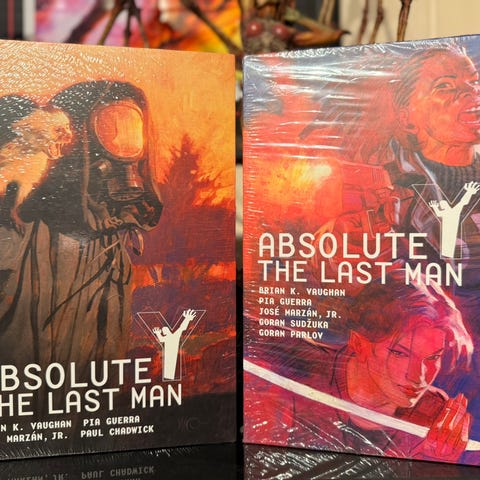 BSOLUTE Y
HE LAST MAN
N K. VAUGHAN PIA GUERRA
MARZÁN, JR. PAUL CHADWICK
ABSOLUTE Y
THE LAST MAN
BRIAN K. VAUGHAN
PIA GUERRA
JOSÉ MARZÁN, JR.
GORAN SUDŽUKA
GORAN PARLOV